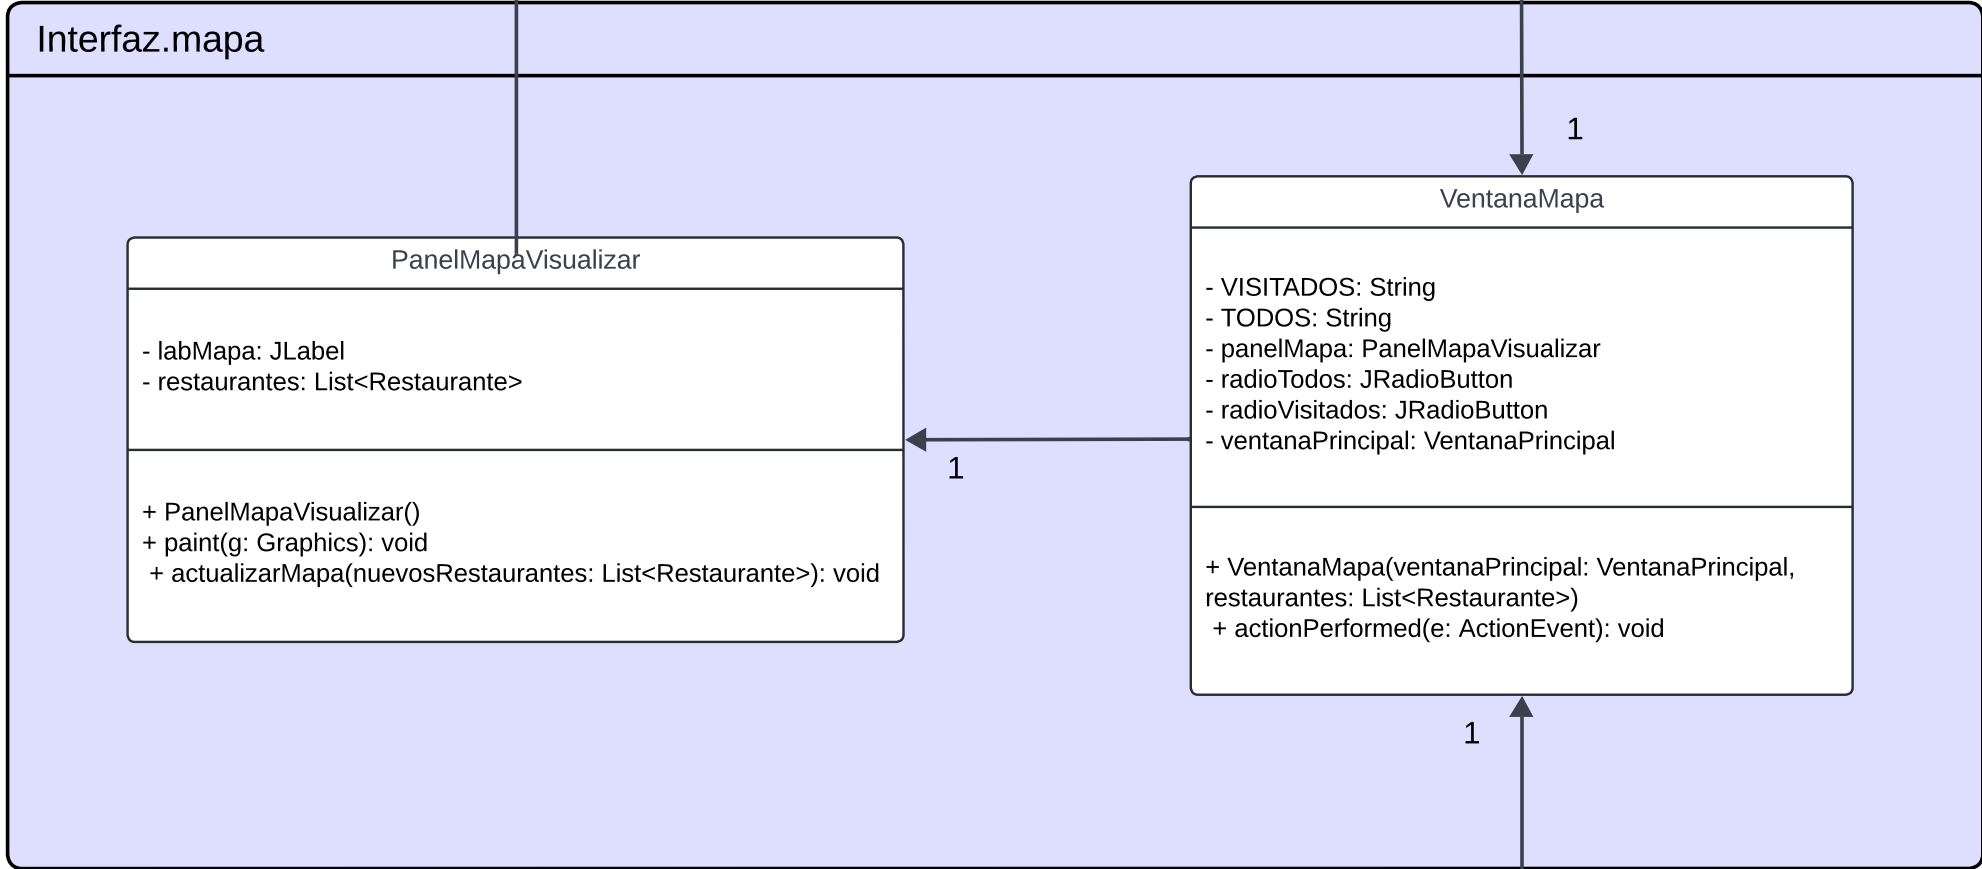 Interfaz.mapa
1
PanelMapaVisualizar
- labMapa: JLabel
- restaurantes: List<Restaurante>
+ PanelMapaVisualizar()
+ paint(g: Graphics): void
+ actualizarMapa(nuevosRestaurantes: List<Restaurante>): void
1
VentanaMapa
- VISITADOS: String
- TODOS: String
- panelMapa: PanelMapaVisualizar
- radioTodos: JRadioButton
- radioVisitados: JRadioButton
- ventanaPrincipal: VentanaPrincipal
+ VentanaMapa(ventanaPrincipal: VentanaPrincipal,
restaurantes: List<Restaurante>)
+ actionPerformed(e: ActionEvent): void
1